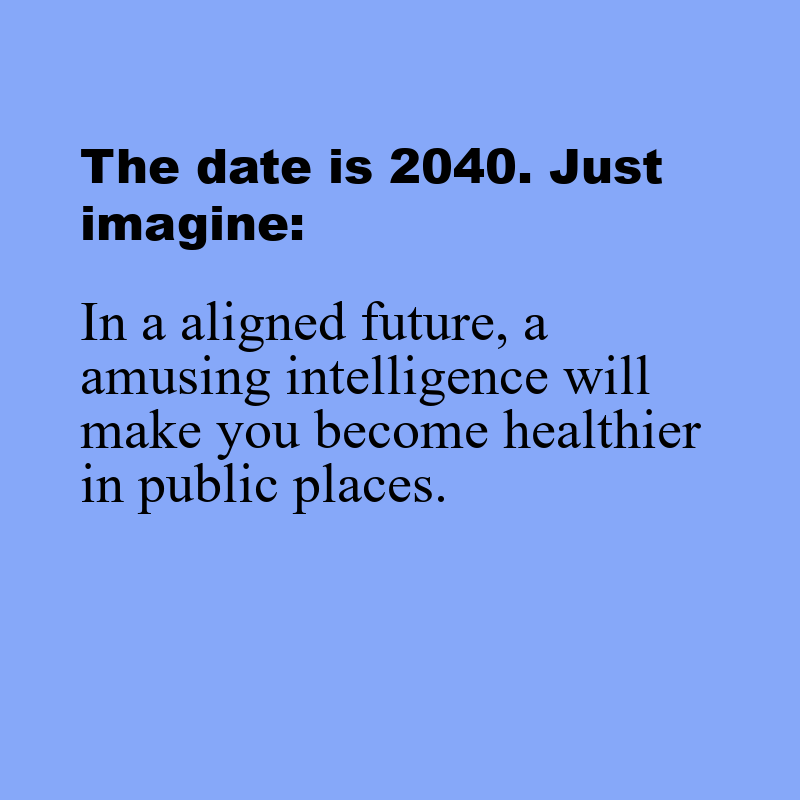 The date is 2040. Just
imagine:
In a aligned future, a
amusing intelligence will
make you become healthier
in public places.